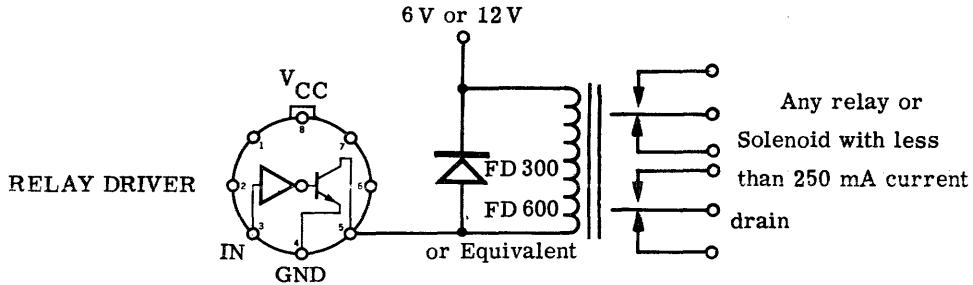 6 V or 12 V
VCC
8
1
7
RELAY DRIVER
2
6
3
4
5
IN
GND
FD 300
FD 600
or Equivalent
Any relay or
Solenoid with less
than 250 mA current
drain